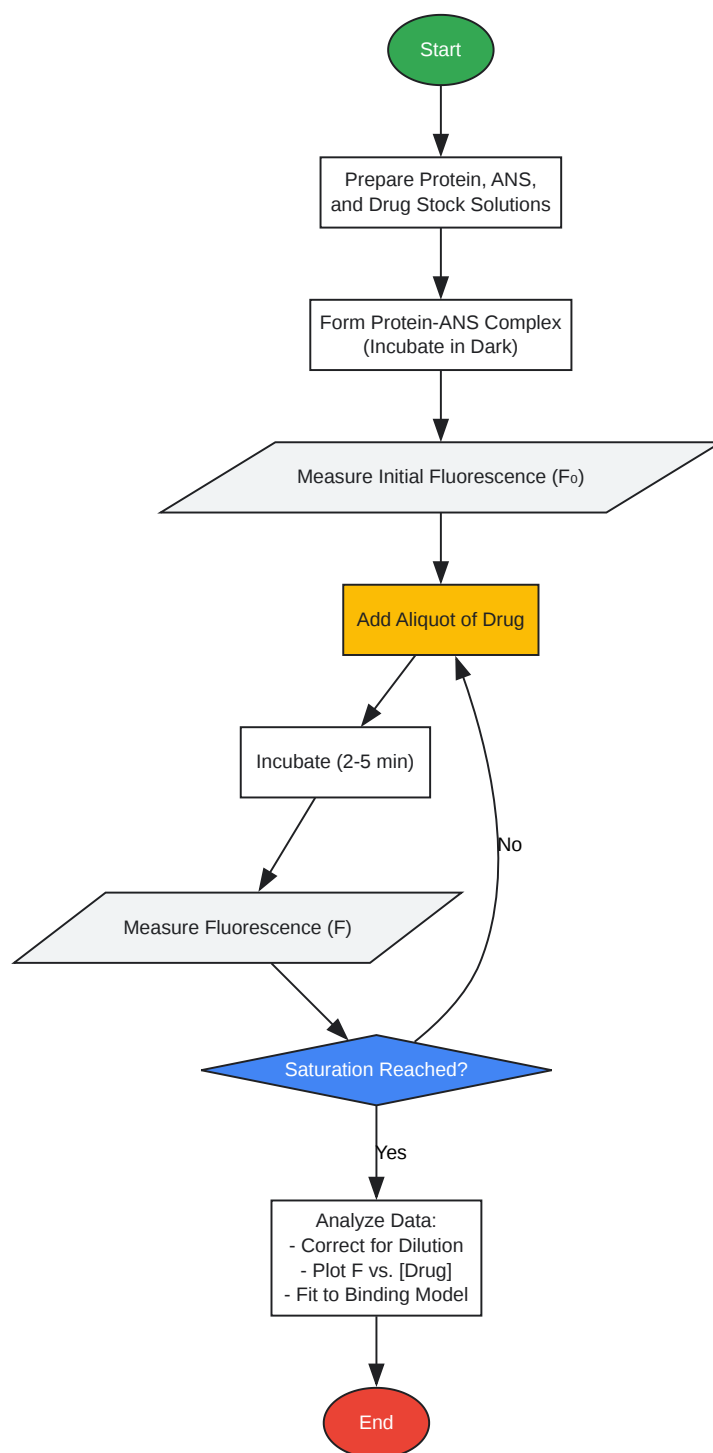 Start
Prepare Protein, ANS,
and Drug Stock Solutions
Form Protein-ANS Complex
(Incubate in Dark)
Measure Initial Fluorescence (F₀)
Add Aliquot of Drug
Incubate (2-5 min)
No
Measure Fluorescence (F)
Saturation Reached?
Yes
Analyze Data:
- Correct for Dilution
- Plot F vs. [Drug]
- Fit to Binding Model
End